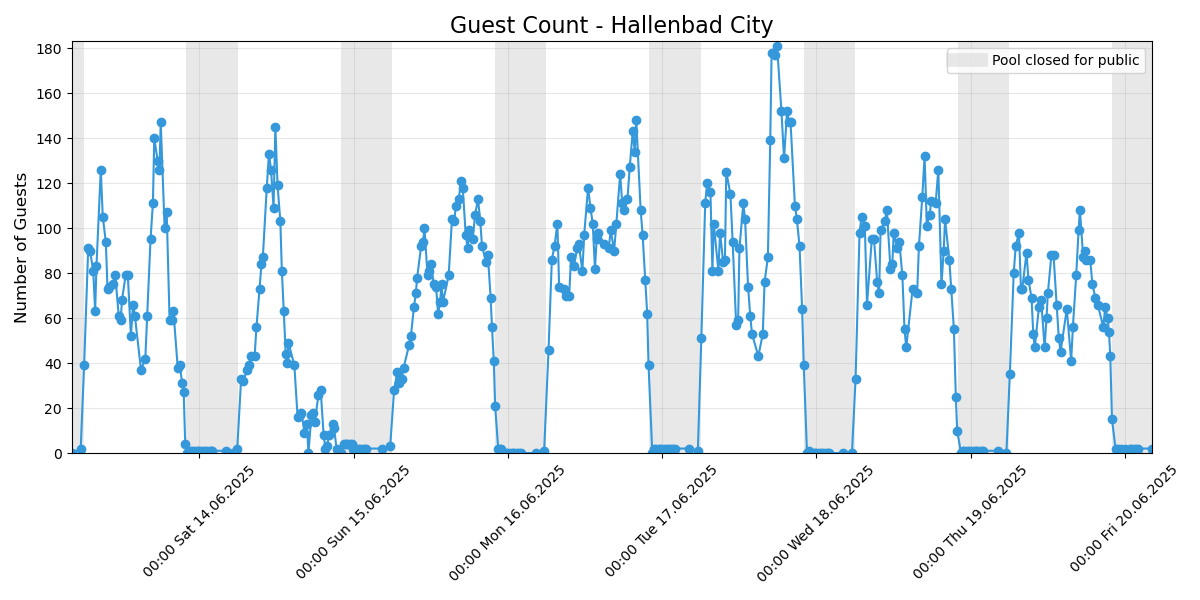 Guest Count - Hallenbad City
Pool closed for public
Number of Guests
180
160
140
120
100
80
60
40
20
0
00:00 Sat 14.06.2025
00:00 Sun 15.06.2025
00:00 Mon 16.06.2025
00:00 Tue 17.06.2025
00:00 Wed 18.06.2025
00:00 Thu 19.06.2025
00:00 Fri 20.06.2025